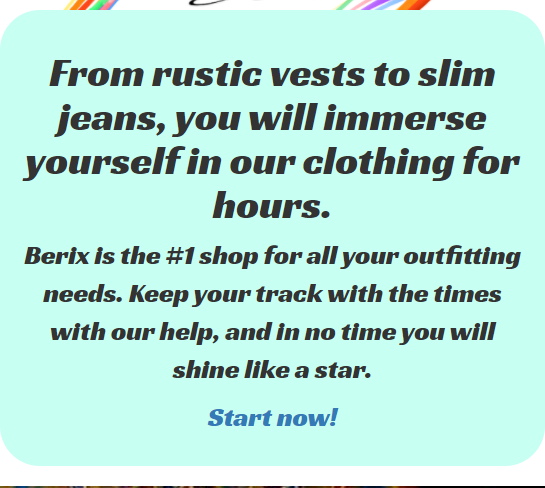 From rustic vests to slim
jeans, you will immerse
yourself in our clothing for
hours.
Berix is the #1 shop for all your outfitting
needs. Keep your track with the times
with our help, and in no time you will
shine like a star.
Start now!